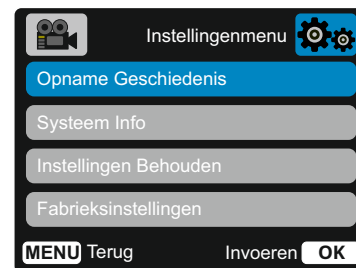 Instellingenmenu
Opname Geschiedenis
Systeem Info
Instellingen Behouden
Fabrieksinstellingen
MENU Terug Invoeren OK